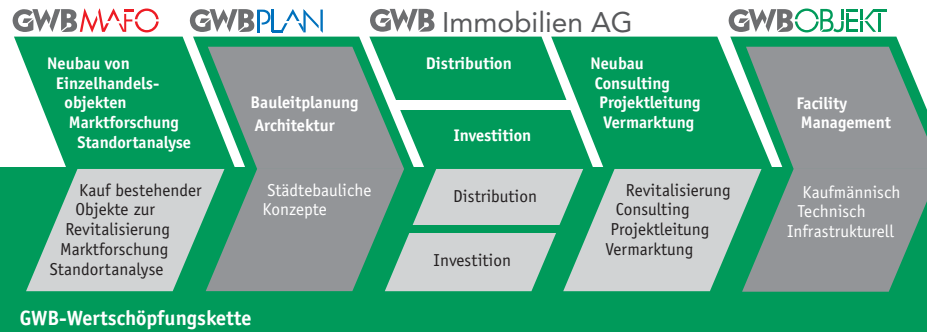 GWBMAFO
GWBPLAN
GWB Immobilien AG
GWBOBJEKT
Neubau von
Einzelhandels-
objekten
Marktforschung
Standortanalyse
Bauleitplanung
Architektur
Distribution
Investition
Neubau
Consulting
Projektleitung
Vermarktung
Facility
Management
Kauf bestehender
Objekte zur
Revitalisierung
Marktforschung
Standortanalyse
Städtebauliche
Konzepte
Distribution
Investition
Revitalisierung
Consulting
Projektleitung
Vermarktung
Kaufmännisch
Technisch
Infrastrukturell
GWB-Wertschöpfungskette